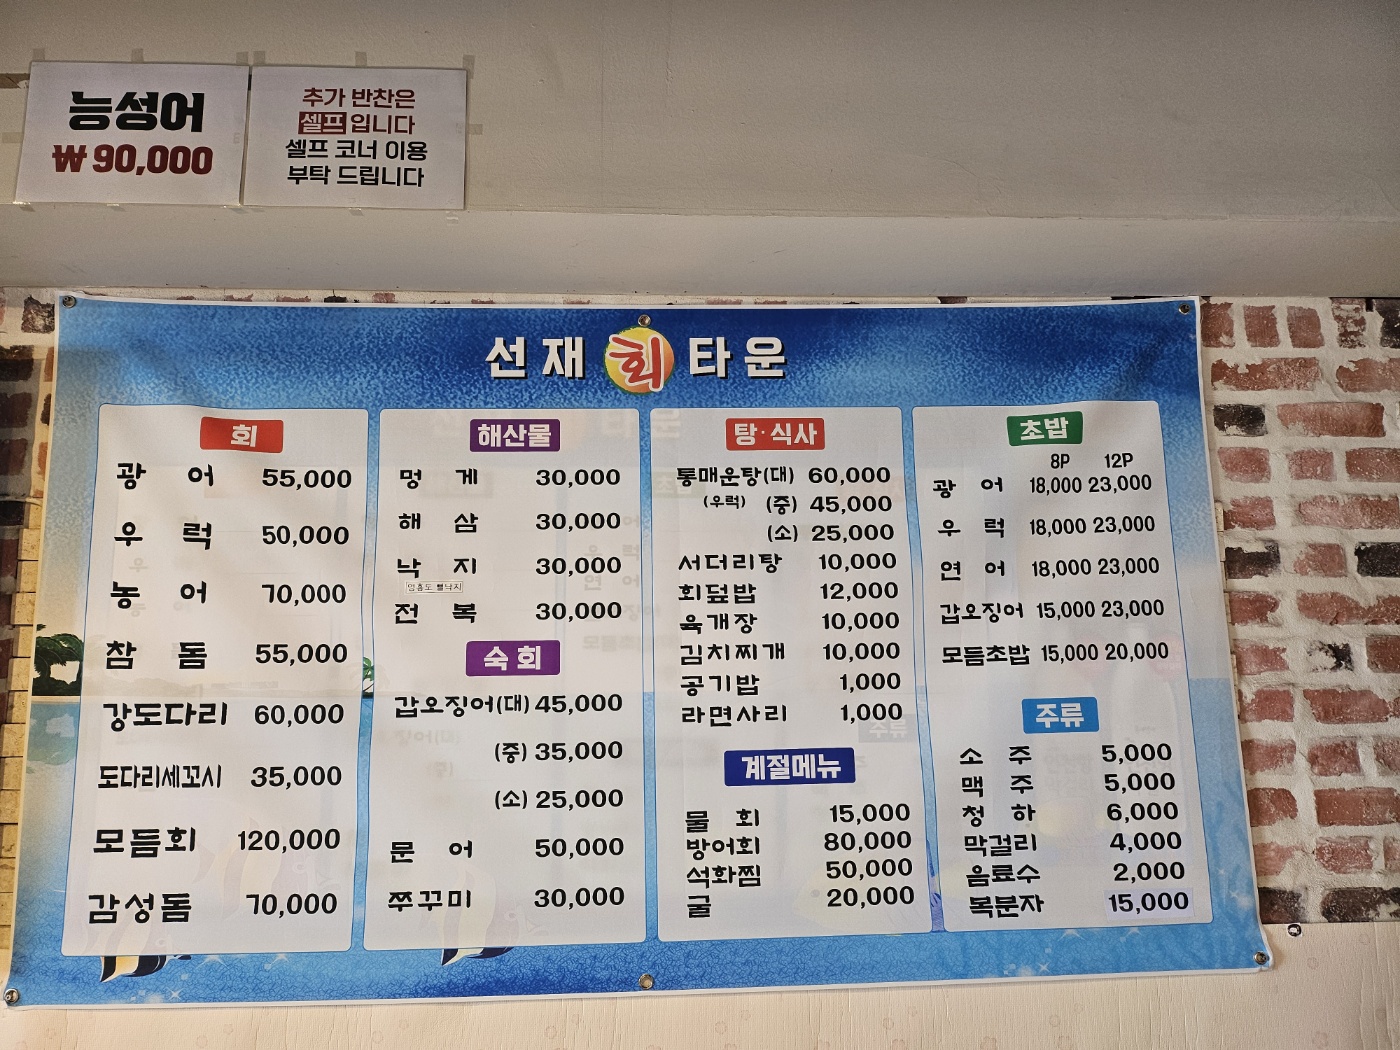 능성어
₩ 90,000
추가 반찬은
셀프 입니다
셀프 코너 이용
부탁 드립니다
선재 회 타운
회
광어 55,000
우럭 50,000
농어 70,000
참돔 55,000
강도다리 60,000
도다리세꼬시 35,000
모듬회 120,000
감성돔 70,000
해산물
멍게 30,000
해삼 30,000
낙지 30,000
영흥도 뻘낙지
전복 30,000
숙회
갑오징어(대) 45,000
(중) 35,000
(소) 25,000
문어 50,000
쭈꾸미 30,000
탕·식사
통매운탕(대) 60,000
(우럭) (중) 45,000
(소) 25,000
서더리탕 10,000
회덮밥 12,000
육개장 10,000
김치찌개 10,000
공기밥 1,000
라면사리 1,000
계절메뉴
물회 15,000
방어회 80,000
석화찜 50,000
굴 20,000
초밥
8P 12P
광어 18,000 23,000
우럭 18,000 23,000
연어 18,000 23,000
갑오징어 15,000 23,000
모듬초밥 15,000 20,000
주류
소주 5,000
맥주 5,000
청하 6,000
막걸리 4,000
음료수 2,000
복분자 15,000